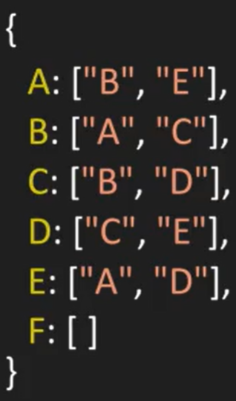 {
A: ["B", "E"],
B: ["A", "C"],
C: ["B", "D"],
D: ["C", "E"],
E: ["A", "D"],
F: [ ]
}